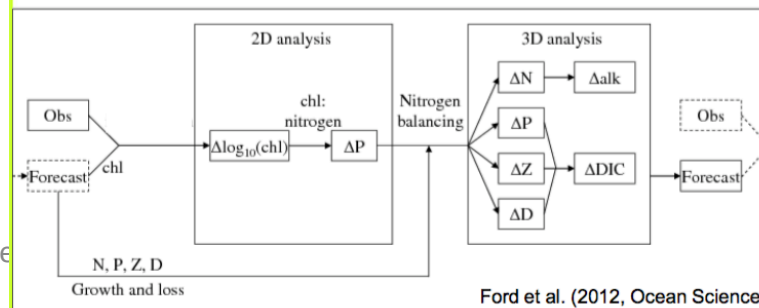 2D analysis
3D analysis
Obs
Forecast
chl
Δlog₁₀(chl)
chl:
nitrogen
ΔP
Nitrogen
balancing
ΔN
Δalk
ΔP
ΔZ
ΔD
ΔDIC
Obs
Forecast
N, P, Z, D
Growth and loss
Ford et al. (2012, Ocean Science